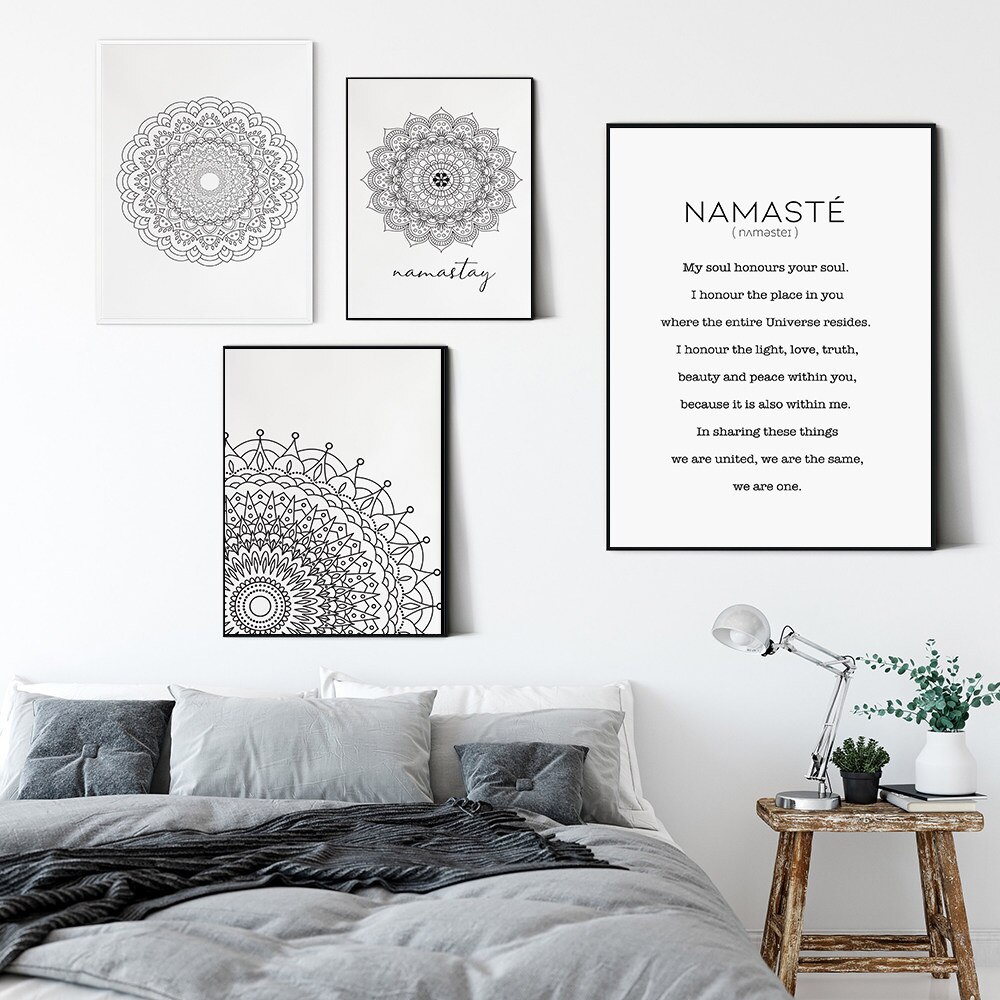 namastay
NAMASTÉ
( nʌməsteɪ )
My soul honours your soul.
I honour the place in you
where the entire Universe resides.
I honour the light, love, truth,
beauty and peace within you,
because it is also within me.
In sharing these things
we are united, we are the same,
we are one.